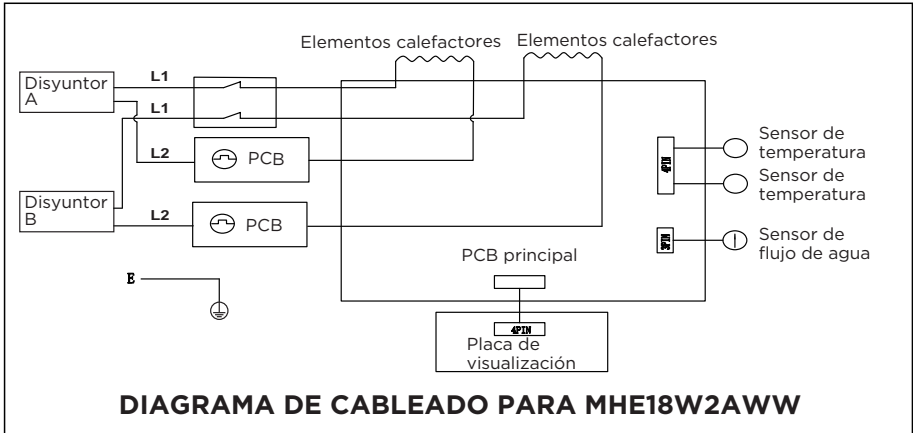 Elementos calefactores
Elementos calefactores
Disyuntor
A
L1
L1
L2
PCB
Disyuntor
B
L2
PCB
E
4PIN
Sensor de
temperatura
Sensor de
temperatura
3PIN
Sensor de
flujo de agua
PCB principal
4PIN
Placa de
visualización
DIAGRAMA DE CABLEADO PARA MHE18W2AWW